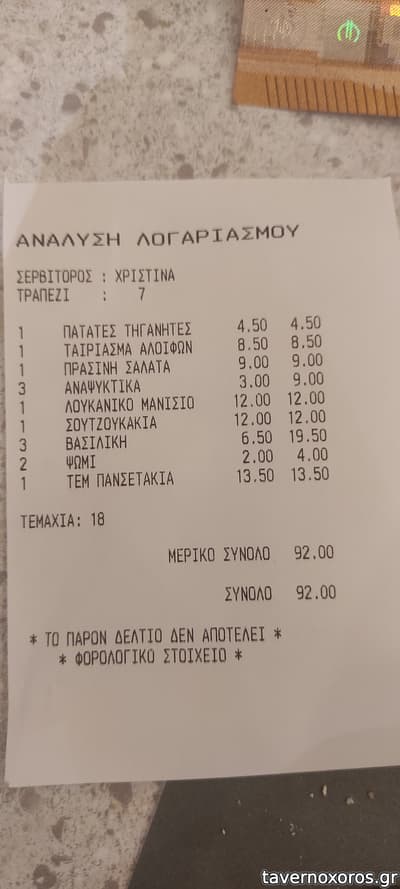 ΑΝΑΛΥΣΗ ΛΟΓΑΡΙΑΣΜΟΥ
ΣΕΡΒΙΤΟΡΟΣ : ΧΡΙΣΤΙΝΑ
ΤΡΑΠΕΖΙ : 7
1 ΠΑΤΑΤΕΣ ΤΗΓΑΝΗΤΕΣ 4.50 4.50
1 ΤΑΙΡΙΑΣΜΑ ΑΛΟΙΦΩΝ 8.50 8.50
1 ΠΡΑΣΙΝΗ ΣΑΛΑΤΑ 9.00 9.00
3 ΑΝΑΨΥΚΤΙΚΑ 3.00 9.00
1 ΛΟΥΚΑΝΙΚΟ ΜΑΝΙΣΙΟ 12.00 12.00
1 ΣΟΥΤΖΟΥΚΑΚΙΑ 12.00 12.00
3 ΒΑΣΙΛΙΚΗ 6.50 19.50
2 ΨΩΜΙ 2.00 4.00
1 ΤΕΜ ΠΑΝΣΕΤΑΚΙΑ 13.50 13.50
ΤΕΜΑΧΙΑ: 18
ΜΕΡΙΚΟ ΣΥΝΟΛΟ 92.00
ΣΥΝΟΛΟ 92.00
* ΤΟ ΠΑΡΟΝ ΔΕΛΤΙΟ ΔΕΝ ΑΠΟΤΕΛΕΙ *
* ΦΟΡΟΛΟΓΙΚΟ ΣΤΟΙΧΕΙΟ *
tavernoxoros.gr